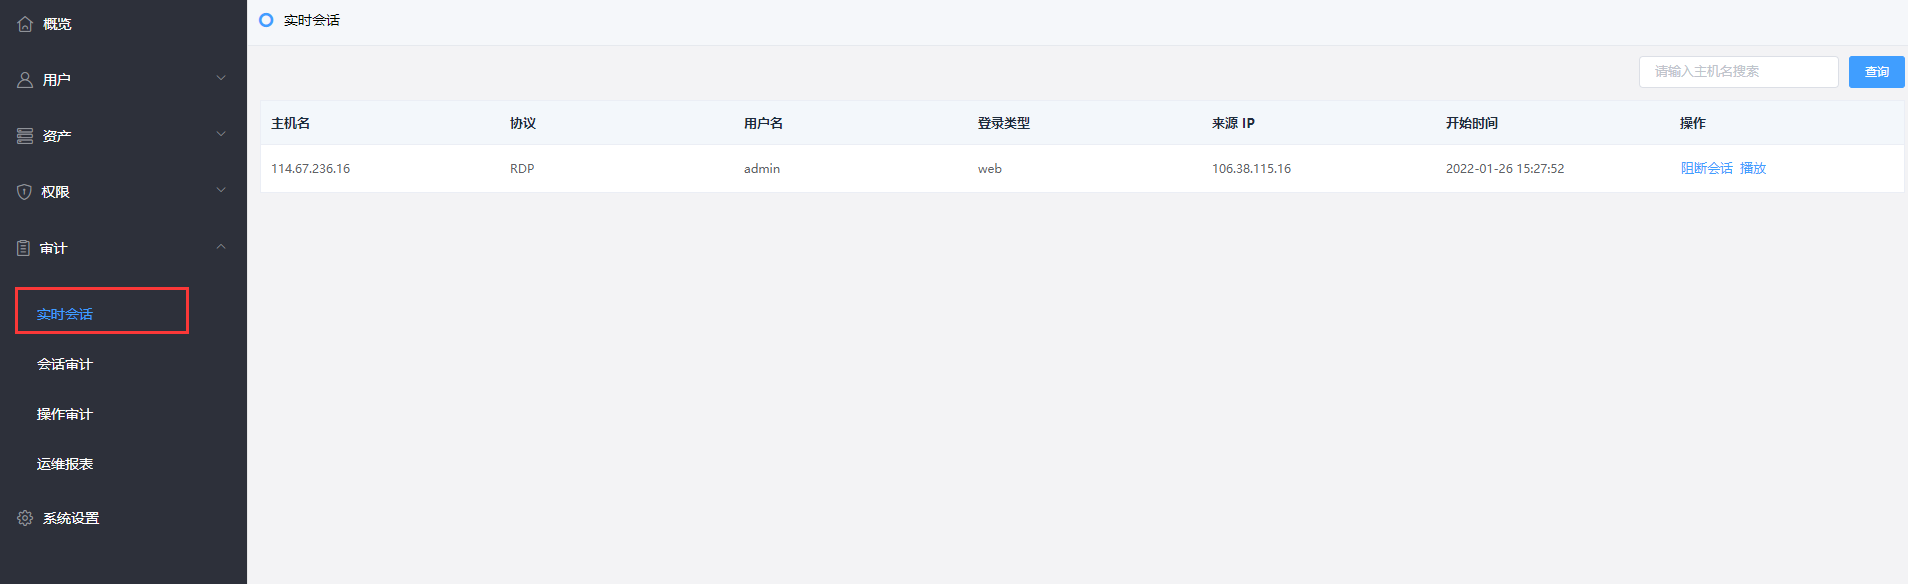 概览
用户
资产
权限
审计
实时会话
会话审计
操作审计
运维报表
系统设置
实时会话
请输入主机名搜索 查询
主机名 协议 用户名 登录类型 来源 IP 开始时间 操作
114.67.236.16 RDP admin web 106.38.115.16 2022-01-26 15:27:52 阻断会话 播放